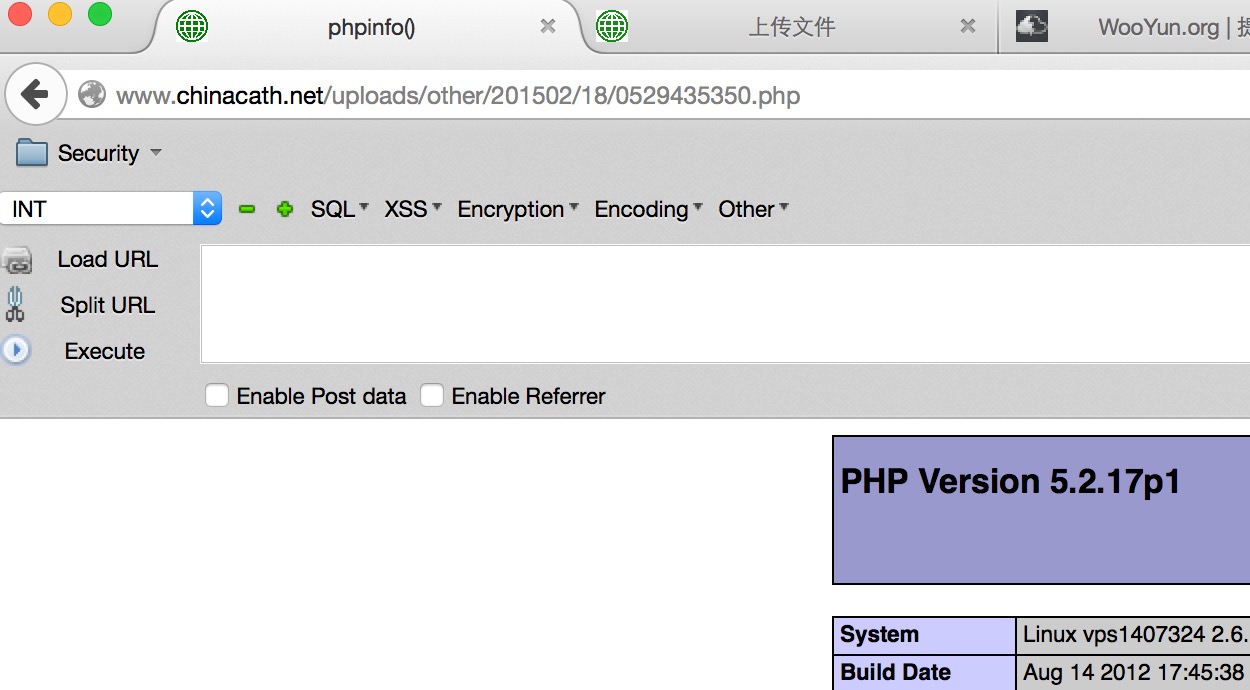 phpinfo() 上传文件 WooYun.org | 提
www.chinacath.net/uploads/other/201502/18/0529435350.php
Security
INT SQL XSS Encryption Encoding Other
Load URL
Split URL
Execute
Enable Post data Enable Referrer
PHP Version 5.2.17p1
System Linux vps1407324 2.6.
Build Date Aug 14 2012 17:45:38